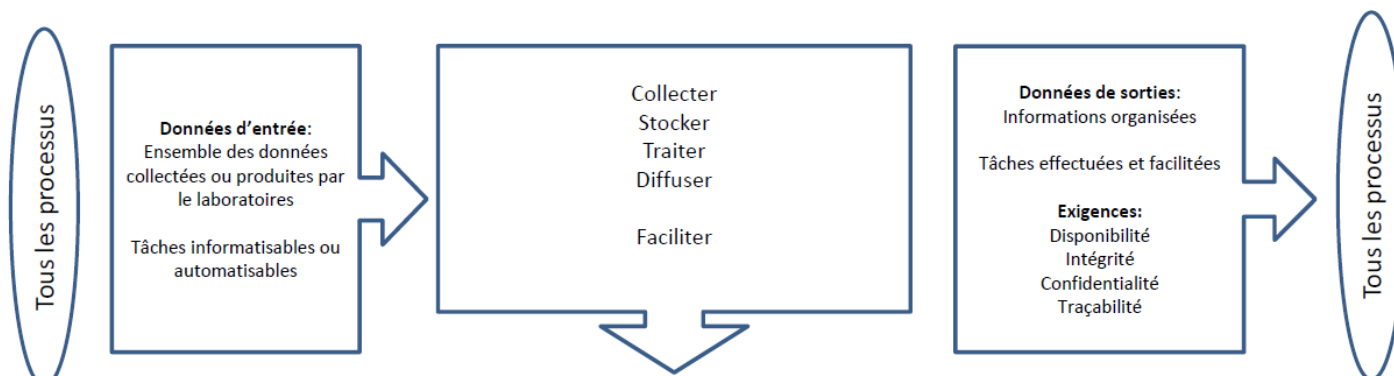 Tous les processus
Données d'entrée:
Ensemble des données
collectées ou produites par
le laboratoires
Tâches informatisables ou
automatisables
Collecter
Stocker
Traiter
Diffuser
Faciliter
Données de sorties:
Informations organisées
Tâches effectuées et facilitées
Exigences:
Disponibilité
Intégrité
Confidentialité
Traçabilité
Tous les processus